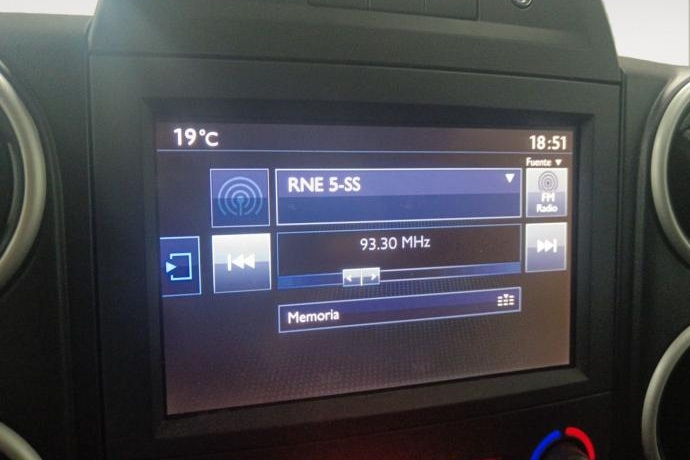 19°C
18:51
Fuente
RNE 5-SS
FM
Radio
93.30 MHz
Memoria